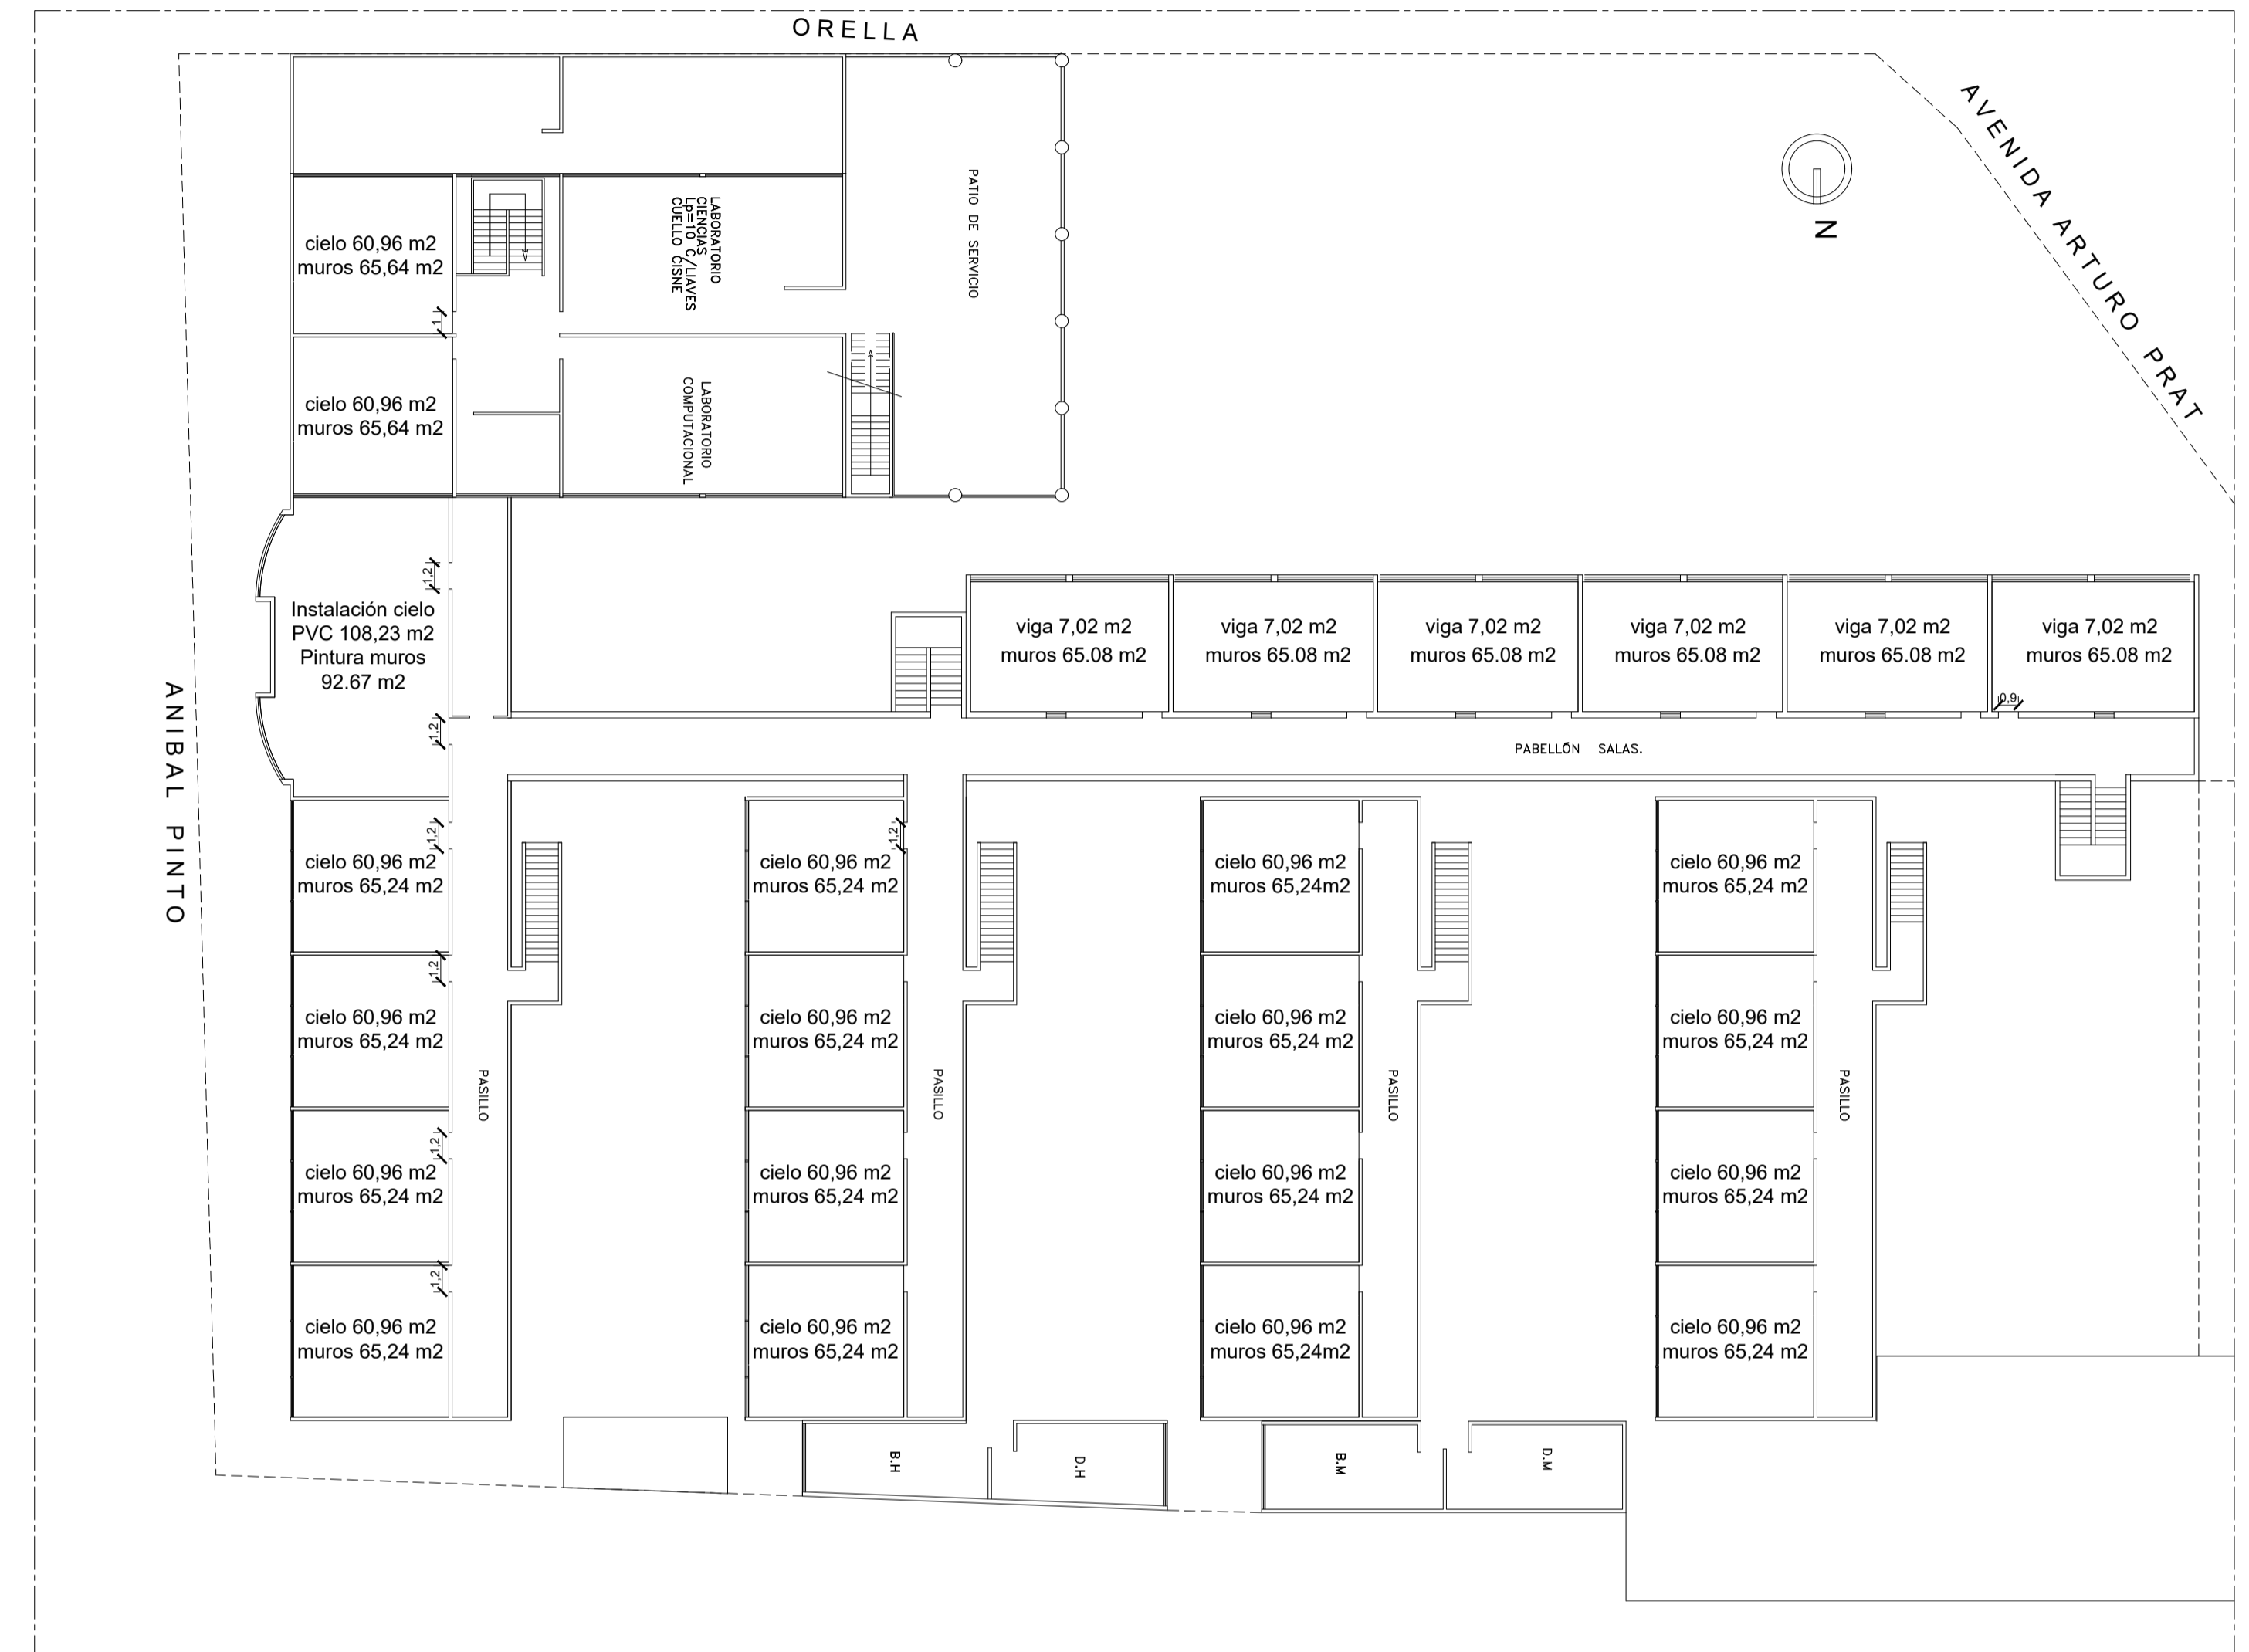 ORELLA
AVENIDA ARTURO PRAT
N
ANIBAL PINTO
PATIO DE SERVICIO
LABORATORIO
CIENCIAS
Lp=10 C/LlAVES
CUELLO CISNE
cielo 60,96 m2
muros 65,64 m2
1
cielo 60,96 m2
muros 65,64 m2
LABORATORIO
COMPUTACIONAL
1,2
Instalación cielo
PVC 108,23 m2
Pintura muros
92.67 m2
1,2
viga 7,02 m2
muros 65.08 m2
viga 7,02 m2
muros 65.08 m2
viga 7,02 m2
muros 65.08 m2
viga 7,02 m2
muros 65.08 m2
viga 7,02 m2
muros 65.08 m2
viga 7,02 m2
muros 65.08 m2
0,9
PABELLÓN SALAS.
1,2
cielo 60,96 m2
muros 65,24 m2
1,2
cielo 60,96 m2
muros 65,24 m2
1,2
cielo 60,96 m2
muros 65,24 m2
1,2
cielo 60,96 m2
muros 65,24 m2
PASILLO
1,2
cielo 60,96 m2
muros 65,24 m2
cielo 60,96 m2
muros 65,24 m2
cielo 60,96 m2
muros 65,24 m2
cielo 60,96 m2
muros 65,24 m2
PASILLO
cielo 60,96 m2
muros 65,24m2
cielo 60,96 m2
muros 65,24 m2
cielo 60,96 m2
muros 65,24 m2
cielo 60,96 m2
muros 65,24m2
PASILLO
cielo 60,96 m2
muros 65,24 m2
cielo 60,96 m2
muros 65,24 m2
cielo 60,96 m2
muros 65,24 m2
cielo 60,96 m2
muros 65,24 m2
PASILLO
B.H
D.H
B.M
D.M